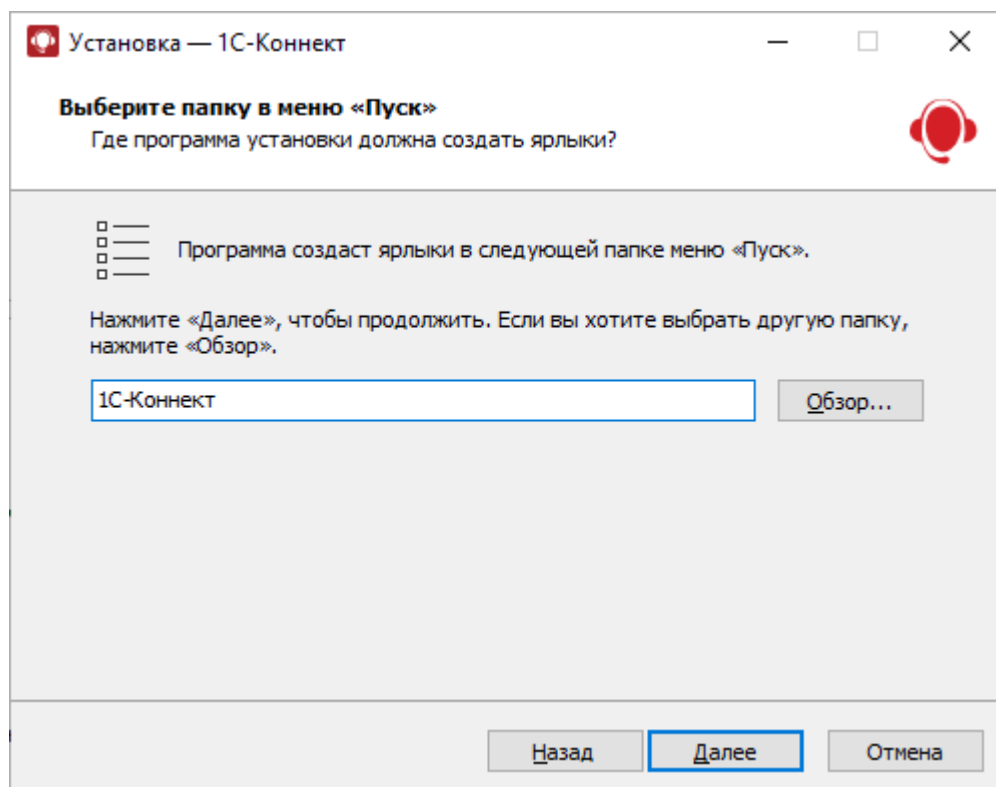 Установка — 1С-Коннект
Выберите папку в меню «Пуск»
Где программа установки должна создать ярлыки?
Программа создаст ярлыки в следующей папке меню «Пуск».
Нажмите «Далее», чтобы продолжить. Если вы хотите выбрать другую папку,
нажмите «Обзор».
1С-Коннект
Обзор...
Назад
Далее
Отмена